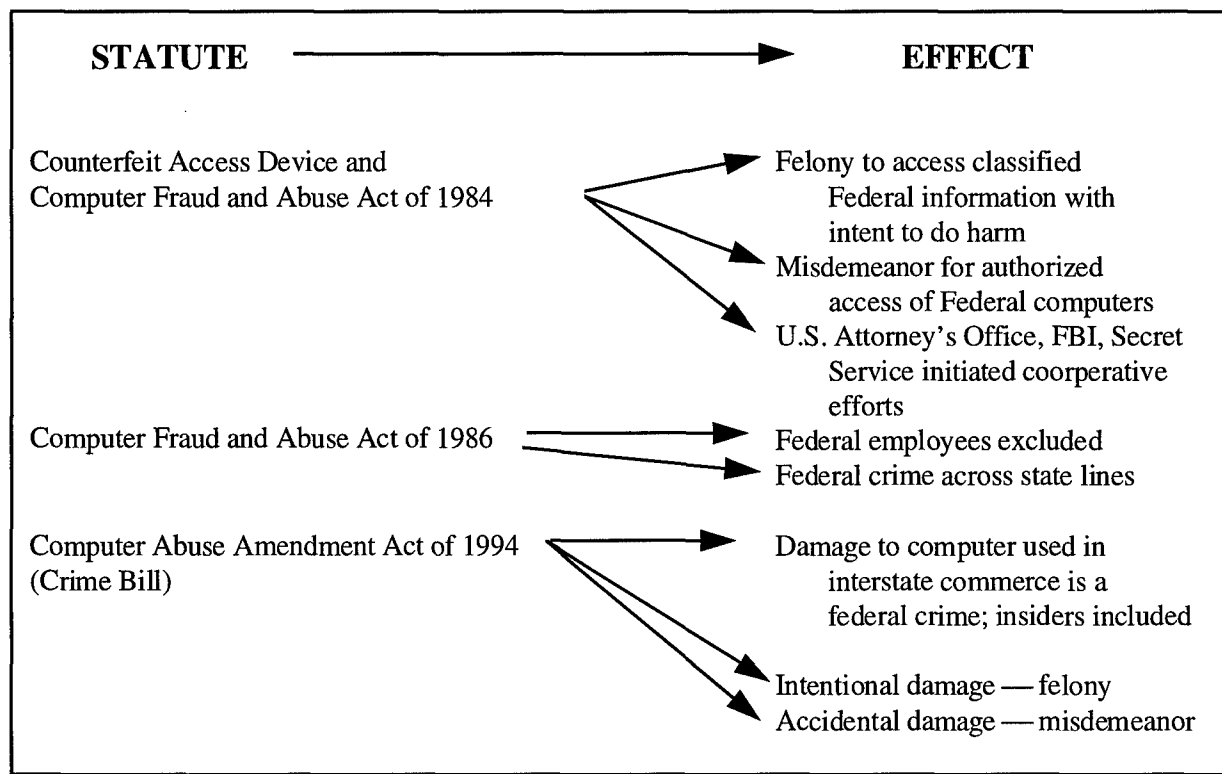 STATUTE EFFECT
Counterfeit Access Device and
Computer Fraud and Abuse Act of 1984
Felony to access classified
Federal information with
intent to do harm
Misdemeanor for authorized
access of Federal computers
U.S. Attorney's Office, FBI, Secret
Service initiated coorperative
efforts
Computer Fraud and Abuse Act of 1986
Federal employees excluded
Federal crime across state lines
Computer Abuse Amendment Act of 1994
(Crime Bill)
Damage to computer used in
interstate commerce is a
federal crime; insiders included
Intentional damage — felony
Accidental damage — misdemeanor